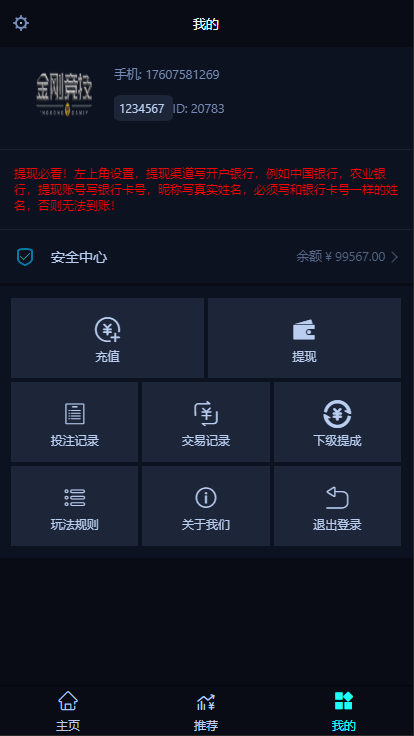 我的
金刚竞技
手机: 17607581269
1234567 ID: 20783
提现必看！左上角设置，提现渠道写开户银行，例如中国银行，农业银
行，提现账号写银行卡号，昵称写真实姓名，必须写和银行卡号一样的姓
名，否则无法到账！
安全中心 余额 ¥ 99567.00
充值 提现
投注记录 交易记录 下级提成
玩法规则 关于我们 退出登录
主页 推荐 我的